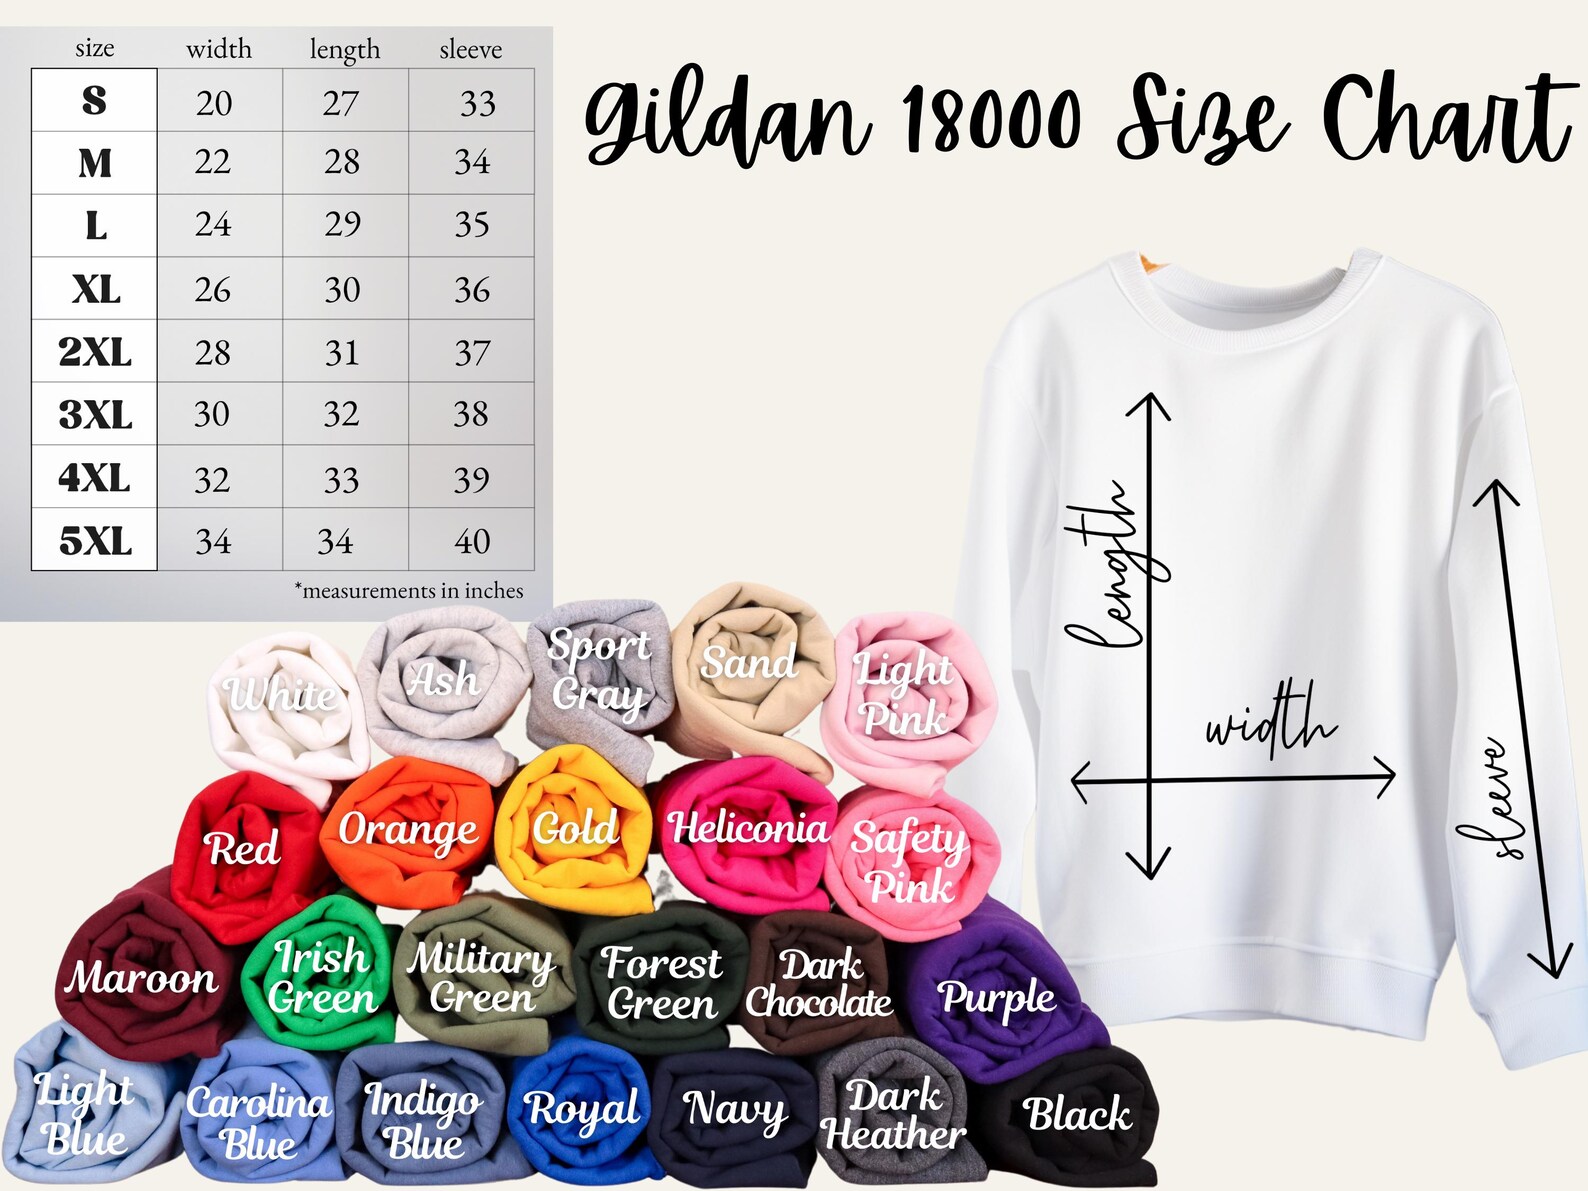 size width length sleeve
S 20 27 33
M 22 28 34
L 24 29 35
XL 26 30 36
2XL 28 31 37
3XL 30 32 38
4XL 32 33 39
5XL 34 34 40
*measurements in inches
Gildan 18000 Size Chart
length
width
sleeve
White
Ash
Sport
Gray
Sand
Light
Pink
Red
Orange
Gold
Heliconia
Safety
Pink
Maroon
Irish
Green
Military
Green
Forest
Green
Dark
Chocolate
Purple
Light
Blue
Carolina
Blue
Indigo
Blue
Royal
Navy
Dark
Heather
Black